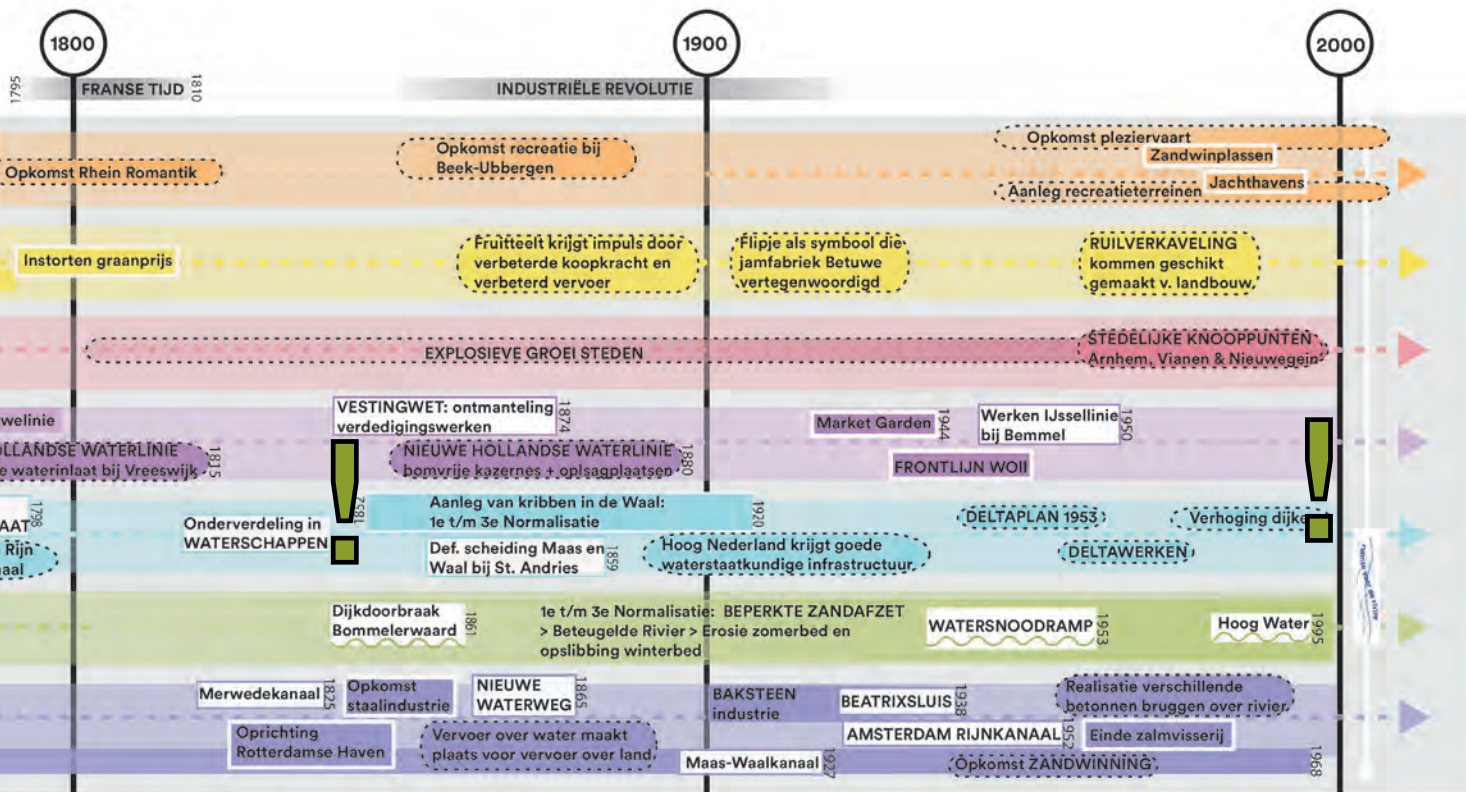 1800
1900
2000
1795
FRANSE TIJD
1810
INDUSTRIËLE REVOLUTIE
Opkomst Rhein Romantik
Opkomst recreatie bij
Beek-Ubbergen
Opkomst pleziervaart
Zandwinplassen
Aanleg recreatieterreinen
Jachthavens
Instorten graanprijs
Fruitteelt krijgt impuls door
verbeterde koopkracht en
verbeterd vervoer
Flipje als symbool die
jamfabriek Betuwe
vertegenwoordigd
RUILVERKAVELING
kommen geschikt
gemaakt v. landbouw
EXPLOSIEVE GROEI STEDEN
STEDELIJKE KNOOPPUNTEN
Arnhem, Vianen & Nieuwegein
welinie
OLLANDSE WATERLINIE
e waterinlaat bij Vreeswijk
1815
VESTINGWET: ontmanteling
verdedigingswerken
1874
NIEUWE HOLLANDSE WATERLINIE
bomvrije kazernes + oplsagplaatsen
1880
Market Garden
1944
Werken IJssellinie
bij Bemmel
1950
FRONTLIJN WOII
AAT
1798
Rijn
aal
Onderverdeling in
WATERSCHAPPEN
1857
Aanleg van kribben in de Waal:
1e t/m 3e Normalisatie
1920
Def. scheiding Maas en
Waal bij St. Andries
1859
Hoog Nederland krijgt goede
waterstaatkundige infrastructuur
DELTAPLAN 1953
DELTAWERKEN
Verhoging dijke
Dijkdoorbraak
Bommelerwaard
1861
1e t/m 3e Normalisatie: BEPERKTE ZANDAFZET
> Beteugelde Rivier > Erosie zomerbed en
opslibbing winterbed
WATERSNOODRAMP
1953
Hoog Water
1995
Merwedekanaal
1825
Opkomst
staalindustrie
NIEUWE
WATERWEG
1865
Oprichting
Rotterdamse Haven
Vervoer over water maakt
plaats voor vervoer over land
BAKSTEEN
industrie
BEATRIXSLUIS
1938
Realisatie verschillende
betonnen bruggen over rivier
AMSTERDAM RIJNKANAAL
1952
Einde zalmvisserij
Maas-Waalkanaal
1927
Opkomst ZANDWINNING
1968